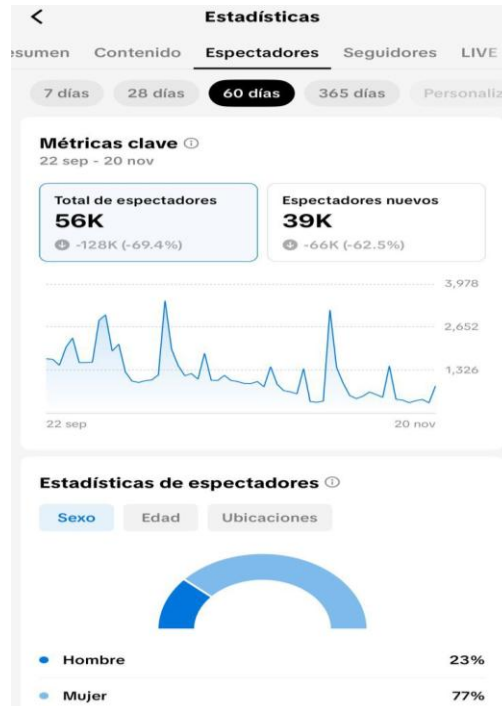 Estadísticas
sumen Contenido Espectadores Seguidores LIVE
7 días 28 días 60 días 365 días Personaliz
Métricas clave
22 sep - 20 nov
Total de espectadores Espectadores nuevos
56K 39K
-128K (-69.4%) -66K (-62.5%)
3,978
2,652
1,326
22 sep 20 nov
Estadísticas de espectadores
Sexo Edad Ubicaciones
Hombre 23%
Mujer 77%